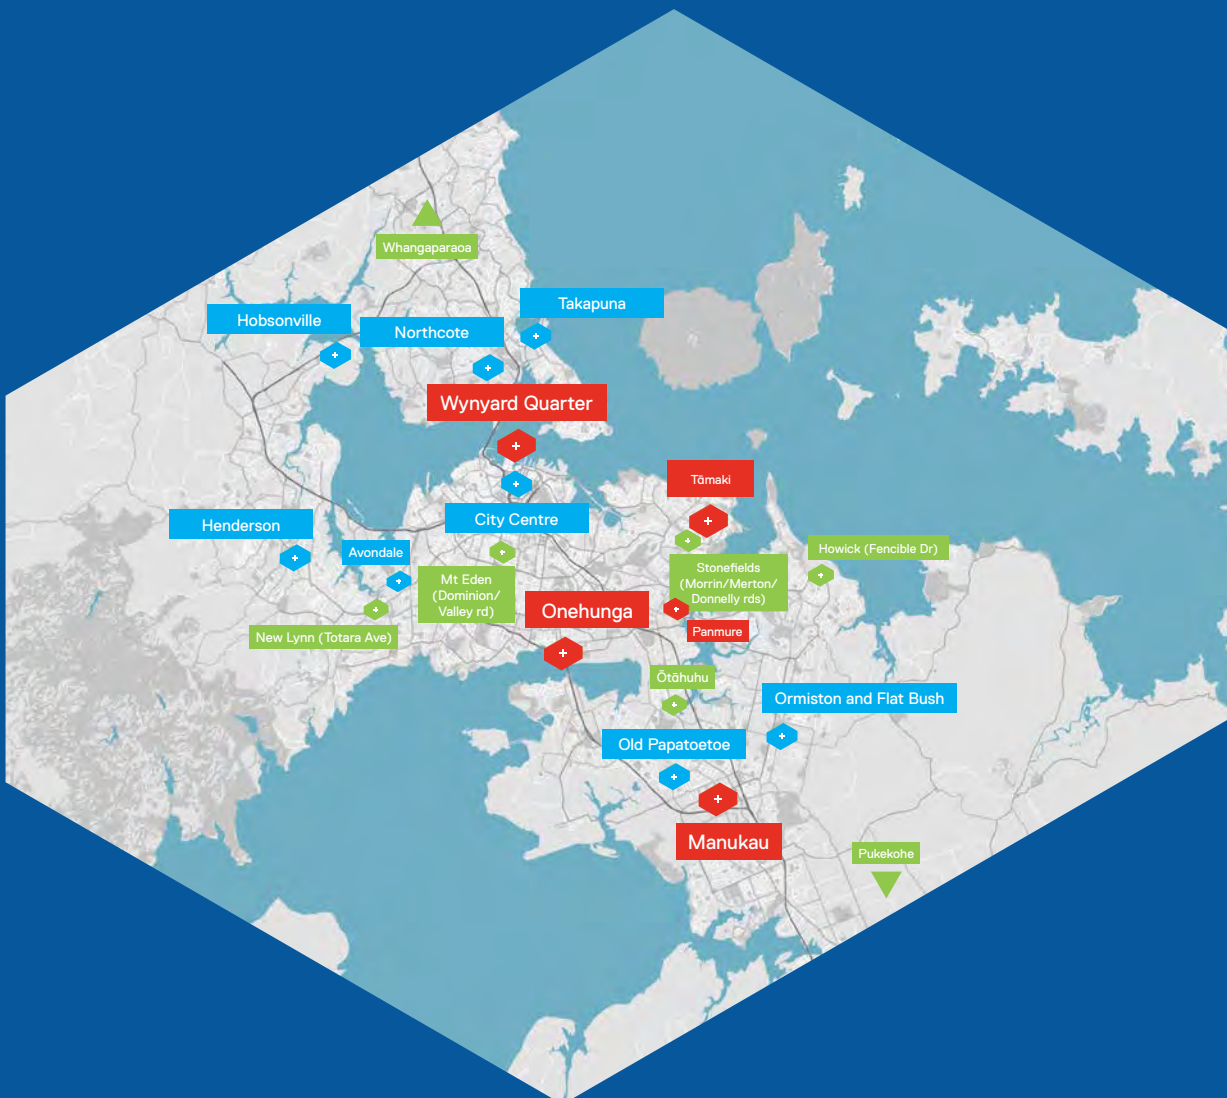 Whangaparaoa
Takapuna
Hobsonville
Northcote
Wynyard Quarter
Tāmaki
City Centre
Henderson
Avondale
Howick (Fencible Dr)
Mt Eden
(Dominion/
Valley rd)
Stonefields
(Morrin/Merton/
Donnelly rds)
Onehunga
New Lynn (Totara Ave)
Panmure
Ōtāhuhu
Ormiston and Flat Bush
Old Papatoetoe
Manukau
Pukekohe